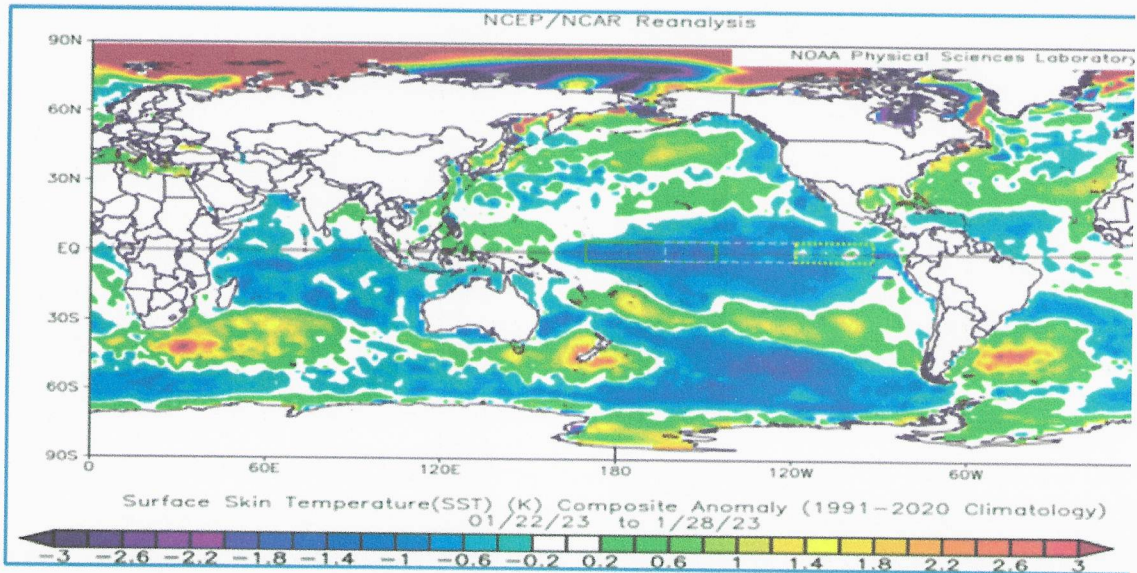 NCEP/NCAR Reanalysis
NOAA Physical Sciences Laboratory
90N
60N
30N
EQ
30S
60S
90S
0
60E
120E
180
120W
60W
Surface Skin Temperature(SST) (K) Composite Anomaly (1991-2020 Climatology)
01/22/23 to 1/28/23
-3 -2.6 -2.2 -1.8 -1.4 -1 -0.6 -0.2 0.2 0.6 1 1.4 1.8 2.2 2.6 3